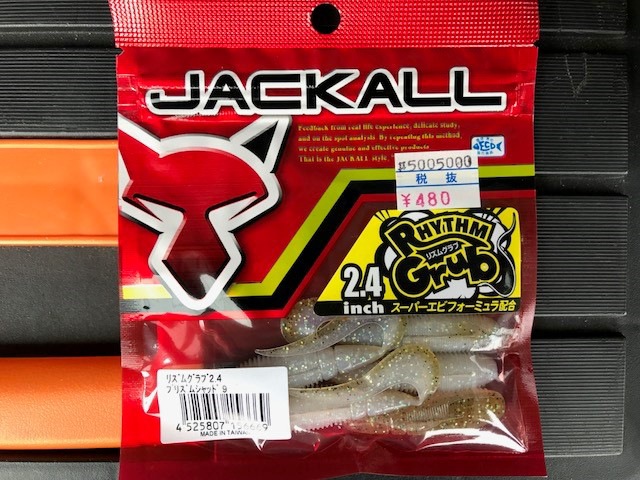 JACKALL
Feedback from real life experience, delicate study,
and on the spot analysis. By repeating this method,
we create genuine and effective products
That is the JACKALL style.
ECO
#5005000
税 抜
¥480
RHYTHM
リズムグラブ
Grub
2.4
inch
スーパーエビフォーミュラ配合
リズムグラブ2.4
プリズムシャッド 9
MADE IN TAIWAN